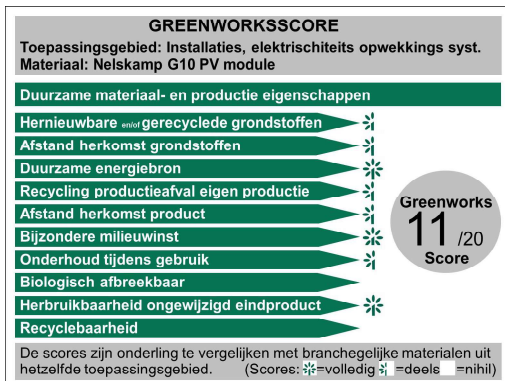 GREENWORKSSCORE
Toepassingsgebied: Installaties, elektrischiteits opwekkings syst.
Materiaal: Nelskamp G10 PV module
Duurzame materiaal- en productie eigenschappen
Hernieuwbare en/of gerecyclede grondstoffen
Afstand herkomst grondstoffen
Duurzame energiebron
Recycling productieafval eigen productie
Afstand herkomst product
Bijzondere milieuwinst
Onderhoud tijdens gebruik
Biologisch afbreekbaar
Herbruikbaarheid ongewijzigd eindproduct
Recyclebaarheid
Greenworks
11 /20
Score
De scores zijn onderling te vergelijken met branchegelijke materialen uit
hetzelfde toepassingsgebied. (Scores: =volledig =deels =nihil)